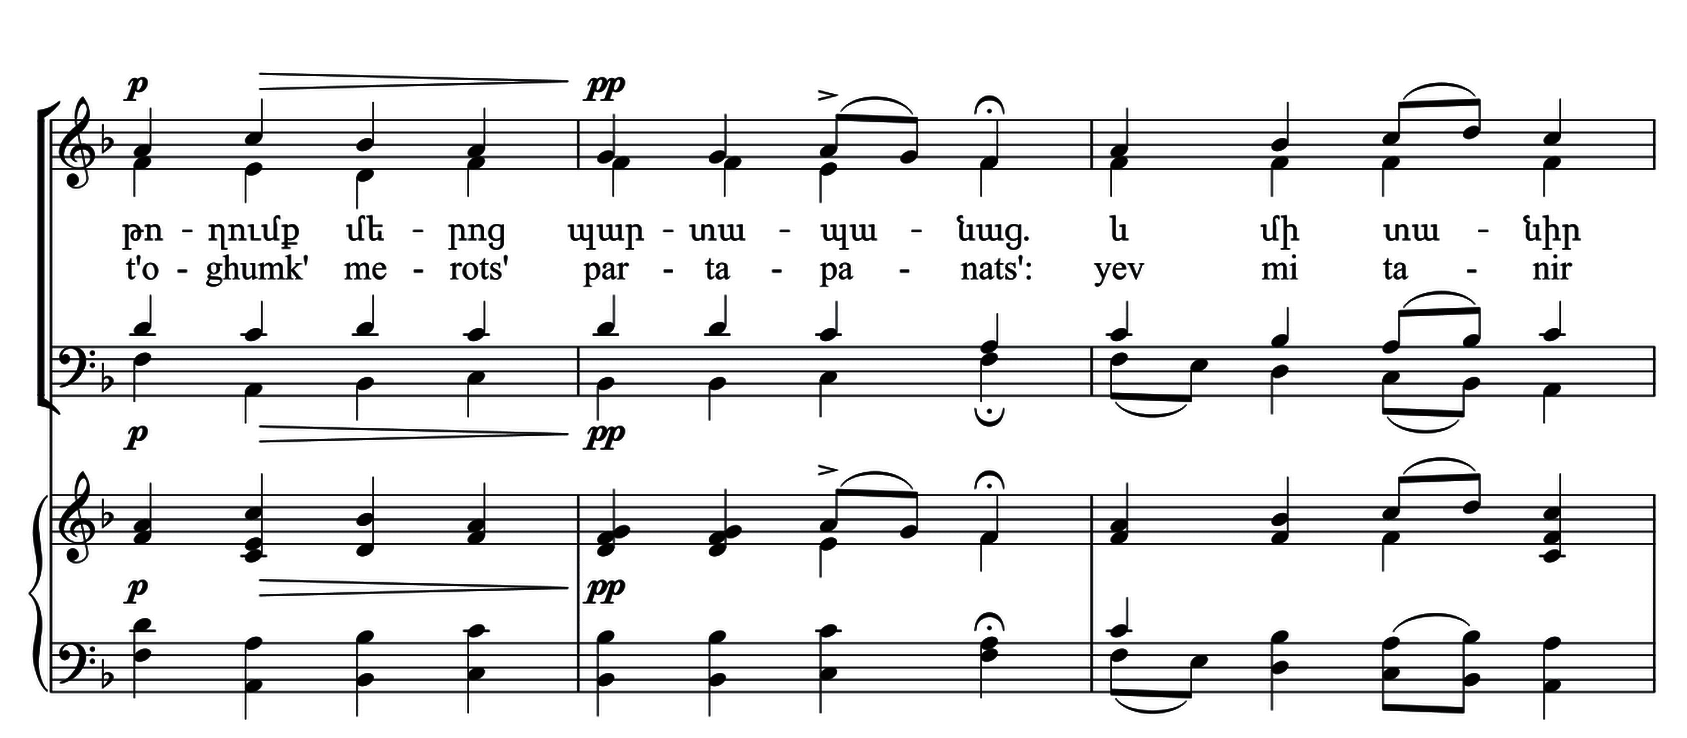 p pp
թո - ղումք մե - րոց պար - տա - պա - նաց. և մի տա - նիր
t'o - ghumk' me - rots' par - ta - pa - nats': yev mi ta - nir
p pp
p pp